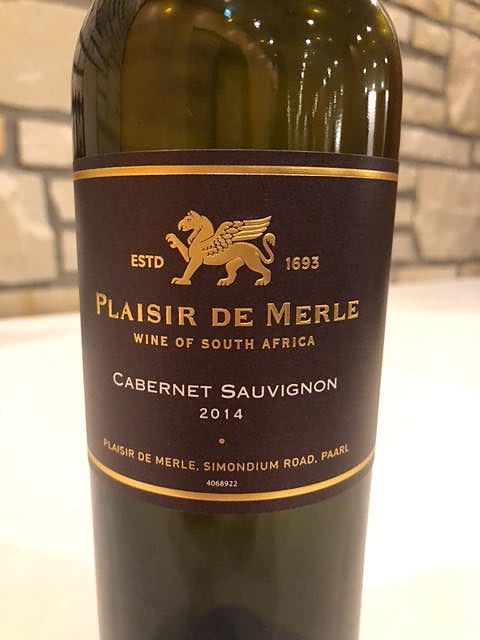 ESTD 1693
PLAISIR DE MERLE
WINE OF SOUTH AFRICA
CABERNET SAUVIGNON
2014
PLAISIR DE MERLE, SIMONDIUM ROAD, PAARL
4068922